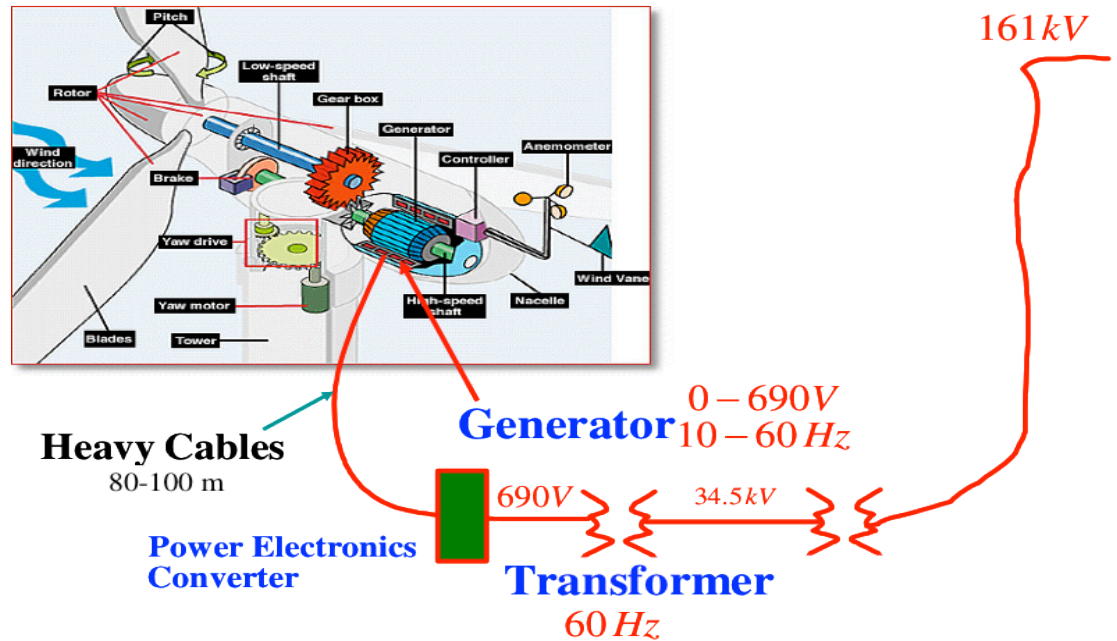 Pitch
161kV
Low-speed
shaft
Rotor
Gear box
Generator
Controller
Anemometer
Wind
direction
Brake
Yaw drive
Wind Vane
High-speed
shaft
Nacelle
Yaw motor
Blades
Tower
0 – 690V
Generator
10 – 60 Hz
Heavy Cables
80-100 m
690V
34.5kV
Power Electronics
Converter
Transformer
60 Hz